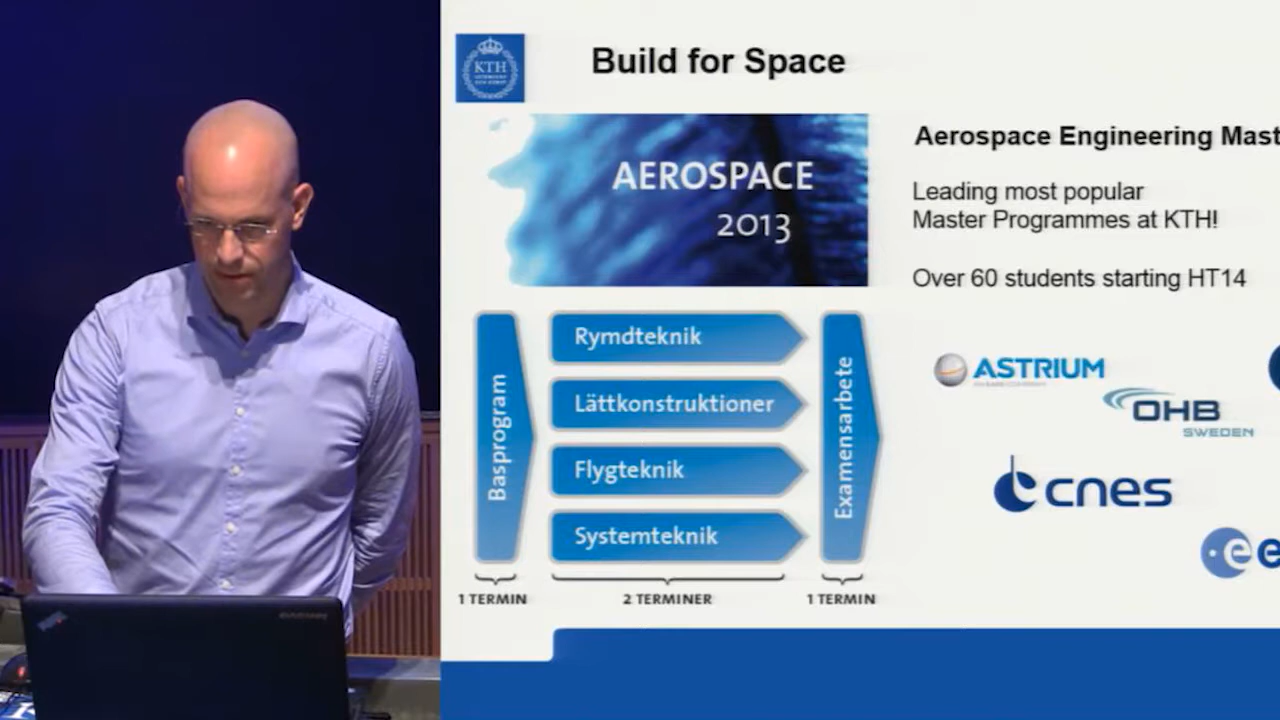 KTH
Build for Space
AEROSPACE
2013
Aerospace Engineering Mast
Leading most popular
Master Programmes at KTH!
Over 60 students starting HT14
Basprogram
Rymdteknik
Lättkonstruktioner
Flygteknik
Systemteknik
Examensarbete
1 TERMIN
2 TERMINER
1 TERMIN
ASTRIUM
OHB
SWEDEN
cnes
e